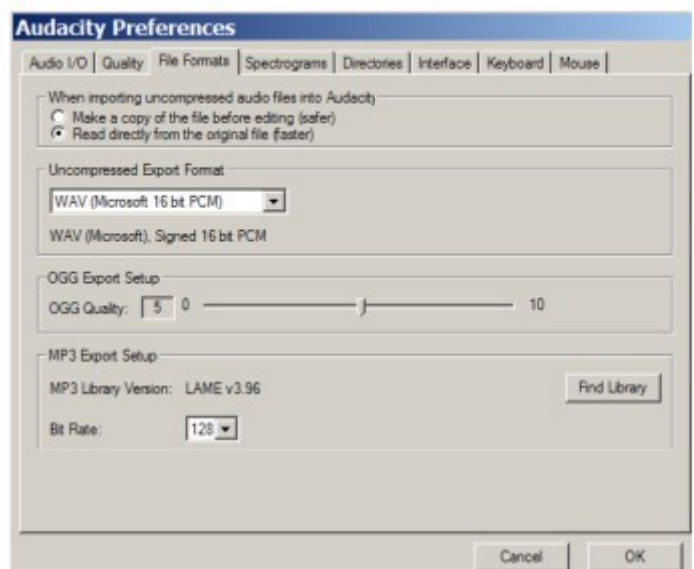 Audacity Preferences
Audio I/O Quality File Formats Spectrograms Directories Interface Keyboard Mouse
When importing uncompressed audio files into Audacity
Make a copy of the file before editing (safer)
Read directly from the original file (faster)
Uncompressed Export Format
WAV (Microsoft 16 bit PCM)
WAV (Microsoft), Signed 16 bit PCM
OGG Export Setup
OGG Quality: 5 0 10
MP3 Export Setup
MP3 Library Version: LAME v3.96 Find Library
Bit Rate: 128
Cancel OK